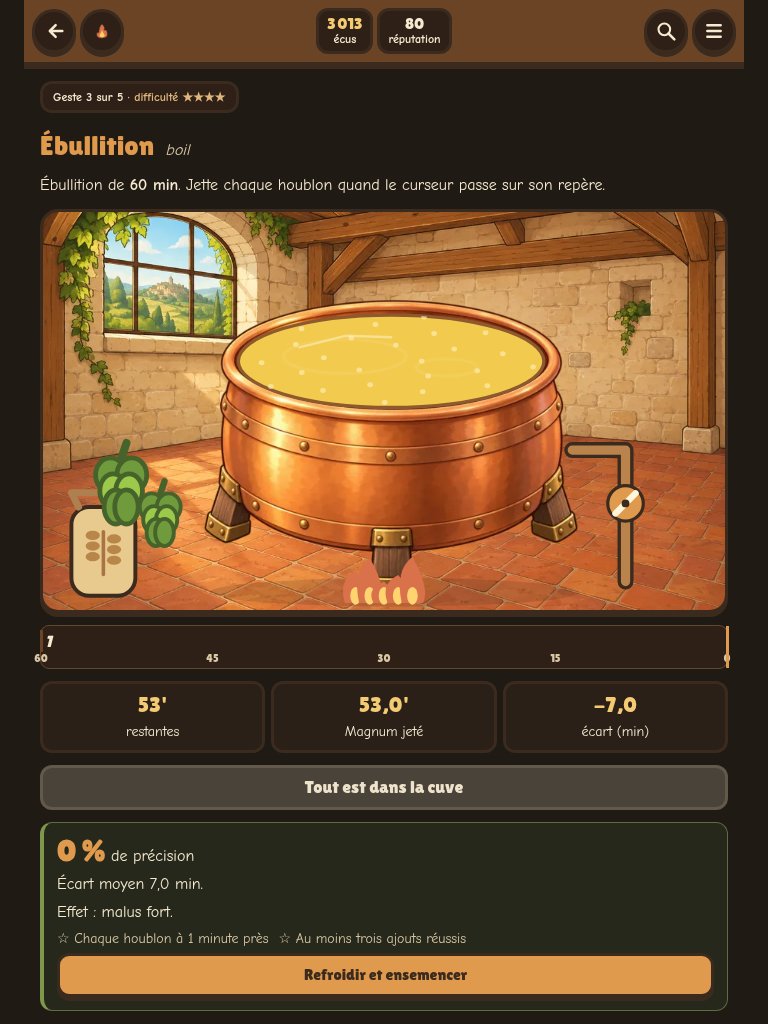 3 013
écus
80
réputation
Geste 3 sur 5 · difficulté ★★★★
Ébullition boil
Ébullition de 60 min. Jette chaque houblon quand le curseur passe sur son repère.
1
60 45 30 15 0
53'
restantes
53,0'
Magnum jeté
–7,0
écart (min)
Tout est dans la cuve
0 % de précision
Écart moyen 7,0 min.
Effet : malus fort.
☆ Chaque houblon à 1 minute près ☆ Au moins trois ajouts réussis
Refroidir et ensemencer